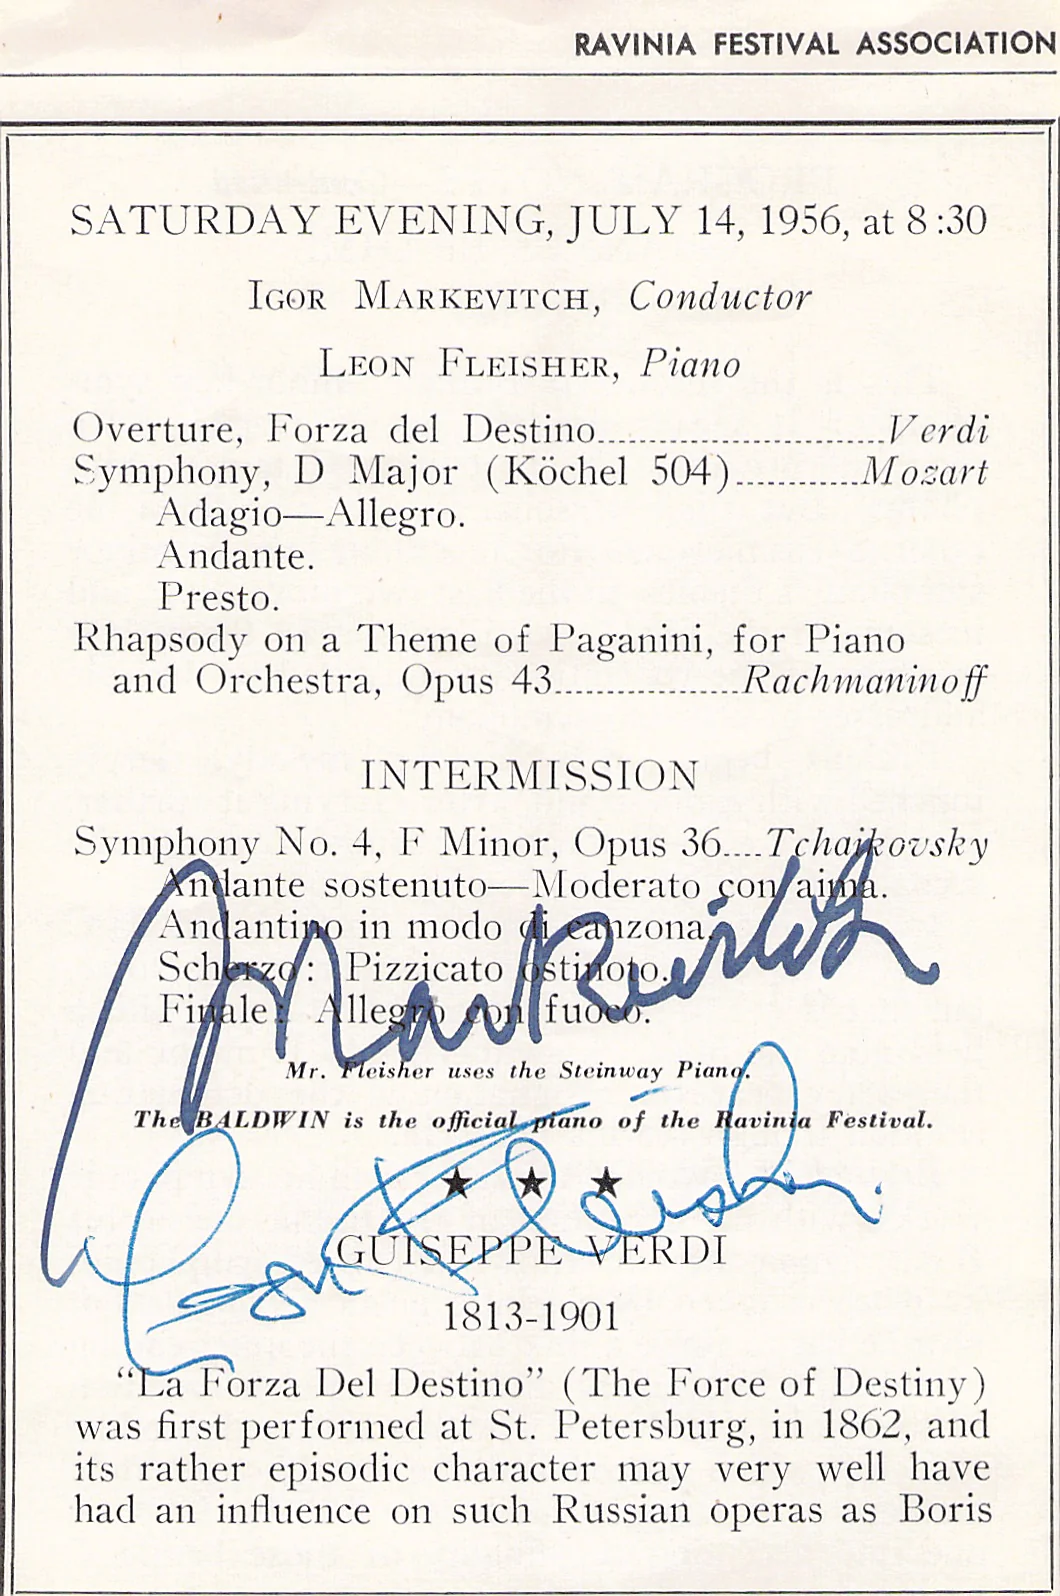 RAVINIA FESTIVAL ASSOCIATION
SATURDAY EVENING, JULY 14, 1956, at 8:30
IGOR MARKEVITCH, Conductor
LEON FLEISHER, Piano
Overture, Forza del Destino............................Verdi
Symphony, D Major (Köchel 504)............Mozart
Adagio—Allegro.
Andante.
Presto.
Rhapsody on a Theme of Paganini, for Piano
and Orchestra, Opus 43..................Rachmaninoff
INTERMISSION
Symphony No. 4, F Minor, Opus 36....Tchaikovsky
Andante sostenuto—Moderato con aima.
Andantino in modo di canzona.
Scherzo: Pizzicato ostinoto.
Finale: Allegro con fuoco.
Markevitch
Mr. Fleisher uses the Steinway Piano.
The BALDWIN is the official piano of the Ravinia Festival.
Leon Fleisher
★ ★ ★
GUISEPPE VERDI
1813-1901
“La Forza Del Destino” (The Force of Destiny)
was first performed at St. Petersburg, in 1862, and
its rather episodic character may very well have
had an influence on such Russian operas as Boris